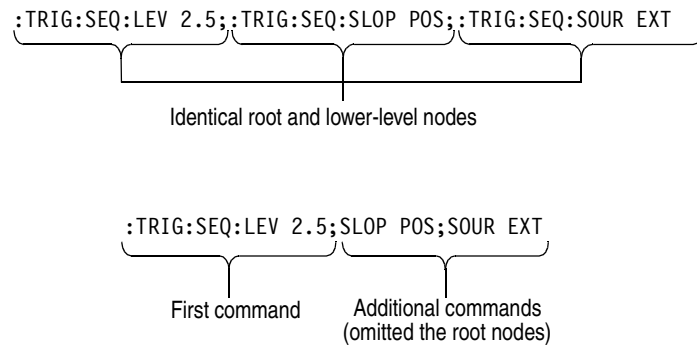 :TRIG:SEQ:LEV 2.5;:TRIG:SEQ:SLOP POS;:TRIG:SEQ:SOUR EXT
Identical root and lower-level nodes
:TRIG:SEQ:LEV 2.5;SLOP POS;SOUR EXT
First command
Additional commands
(omitted the root nodes)